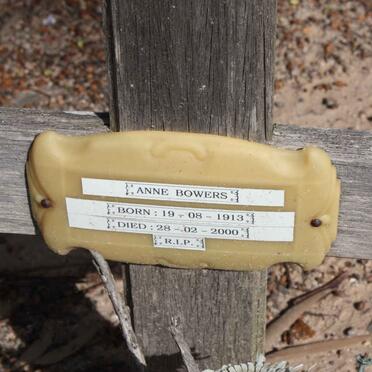 ANNE BOWERS
BORN : 19 - 08 - 1913
DIED : 28 - 02 - 2000
R.I.P.